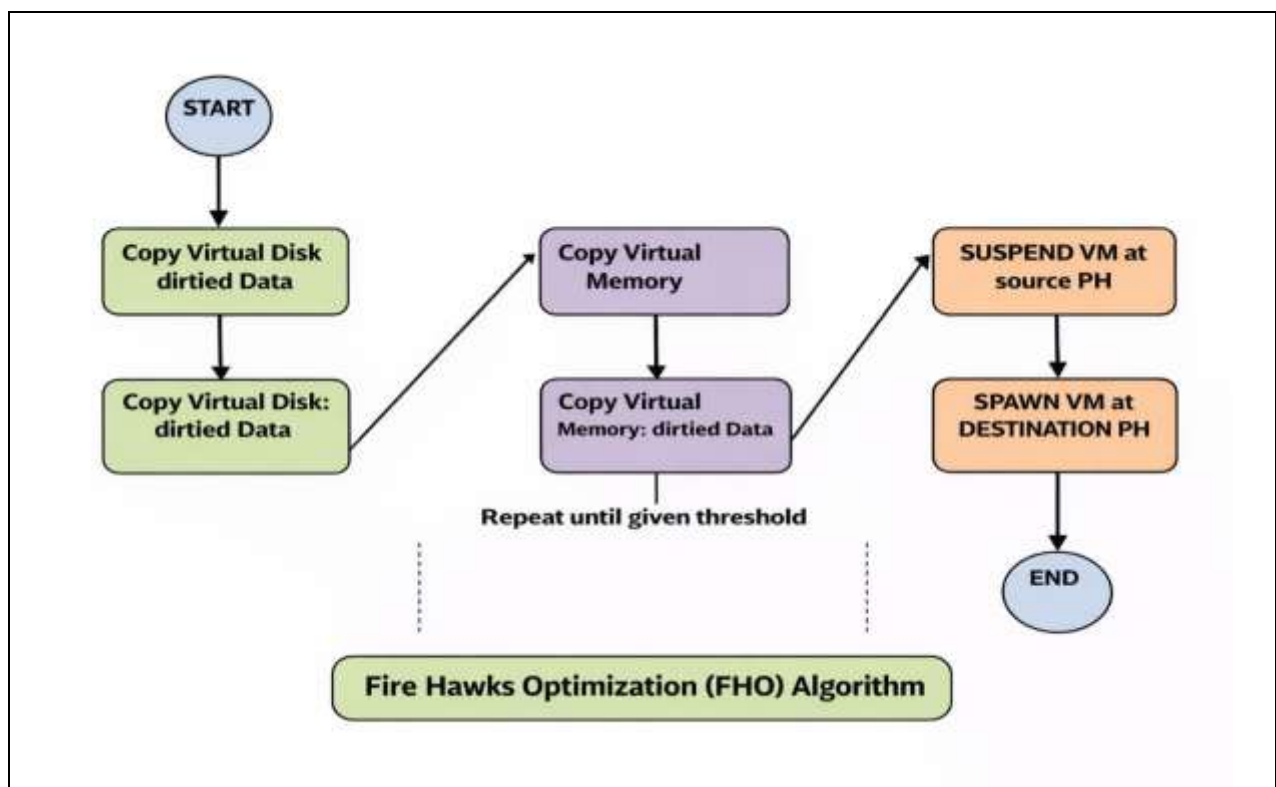 START
Copy Virtual Disk
dirtied Data
Copy Virtual Disk:
dirtied Data
Copy Virtual
Memory
Copy Virtual
Memory: dirtied Data
Repeat until given threshold
SUSPEND VM at
source PH
SPAWN VM at
DESTINATION PH
END
Fire Hawks Optimization (FHO) Algorithm